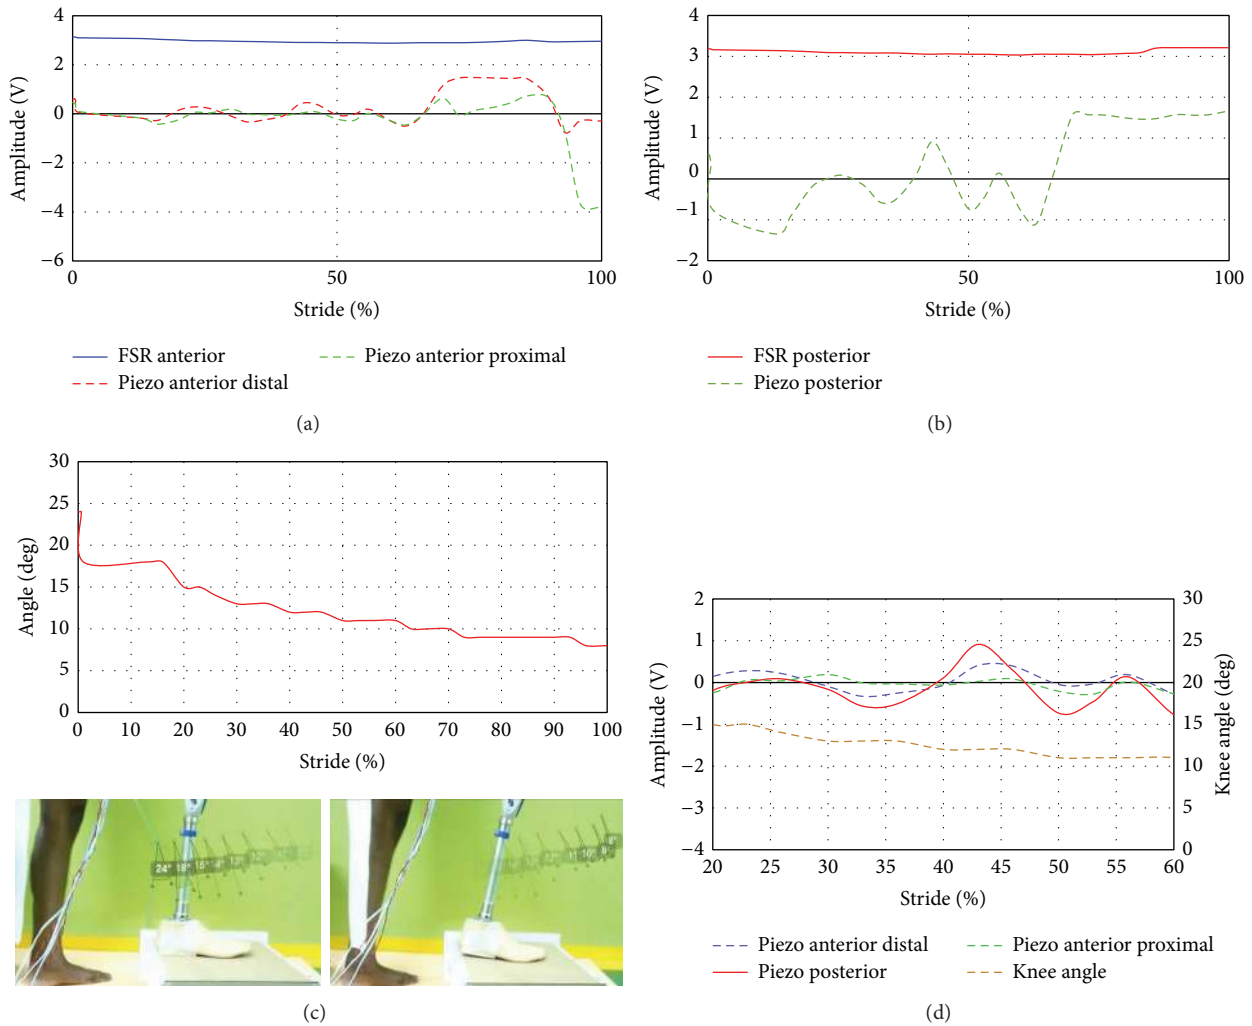 4
2
0
−2
−4
−6
Amplitude (V)
0
50
100
Stride (%)
FSR anterior
Piezo anterior proximal
Piezo anterior distal
(a)
4
3
2
1
0
−1
−2
Amplitude (V)
0
50
100
Stride (%)
FSR posterior
Piezo posterior
(b)
30
25
20
15
10
5
0
Angle (deg)
0 10 20 30 40 50 60 70 80 90 100
Stride (%)
24° 18° 15°
(c)
2
1
0
−1
−2
−3
−4
Amplitude (V)
30
25
20
15
10
5
0
Knee angle (deg)
20 25 30 35 40 45 50 55 60
Stride (%)
Piezo anterior distal
Piezo anterior proximal
Piezo posterior
Knee angle
(d)